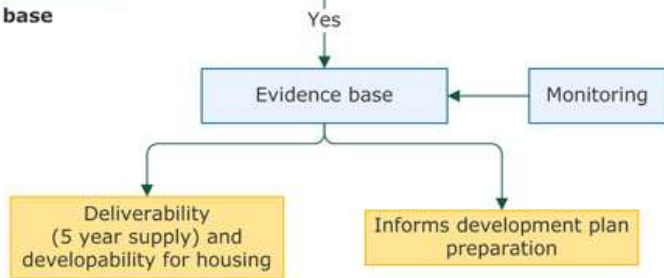 base
Yes
Evidence base
Monitoring
Deliverability
(5 year supply) and
developability for housing
Informs development plan
preparation